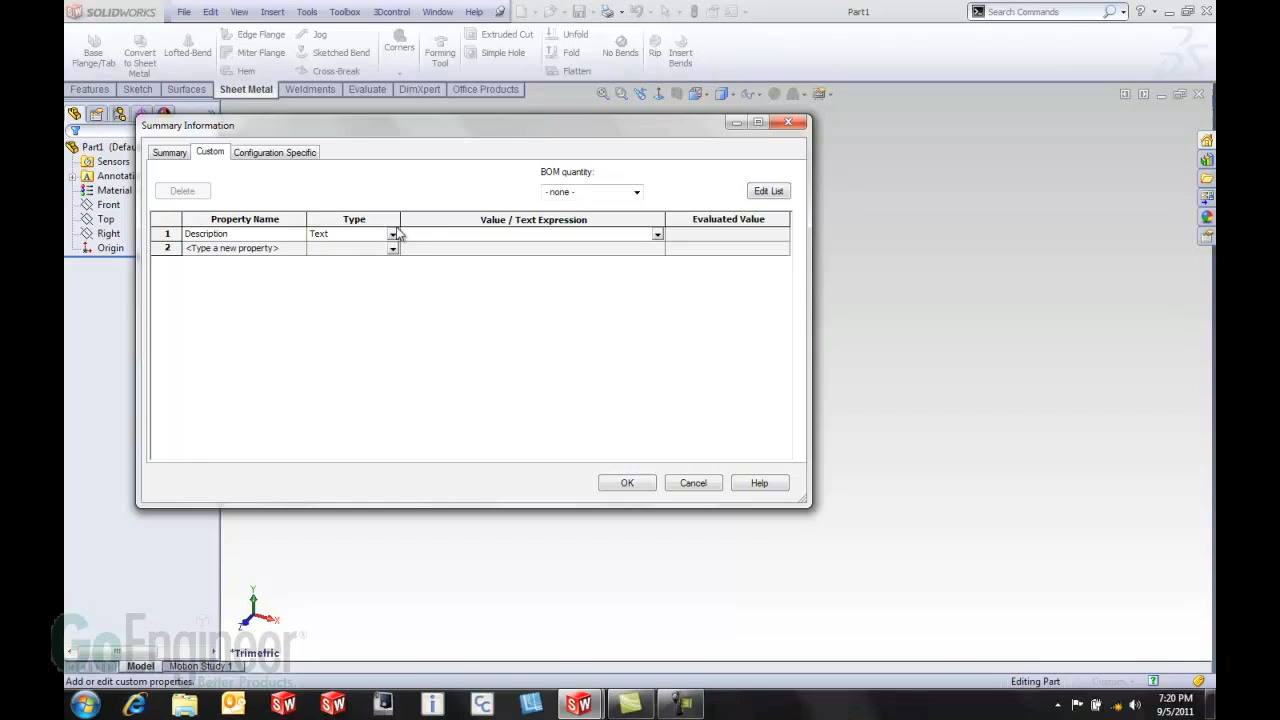 SOLIDWORKS File Edit View Insert Tools Toolbox 3Dcontrol Window Help Part1 Search Commands
Edge Flange Jog Extruded Cut Unfold
Base Flange/Tab Convert to Sheet Metal Lofted-Bend Miter Flange Sketched Bend Corners Forming Tool Simple Hole Fold No Bends Rip Insert Bends
Hem Cross-Break Flatten
Features Sketch Surfaces Sheet Metal Weldments Evaluate DimXpert Office Products
Summary Information
Part1 (Defau
Sensors
Annotati
Material
Front
Top
Right
Origin
Summary Custom Configuration Specific
BOM quantity:
Delete - none - Edit List
Property Name Type Value / Text Expression Evaluated Value
1 Description Text
2 <Type a new property>
OK Cancel Help
Y
X
Z
GoEngineer®
*Trimetric
Model Motion Study 1
Better Products.
Add or edit custom properties. Editing Part Custom
7:20 PM
9/5/2011